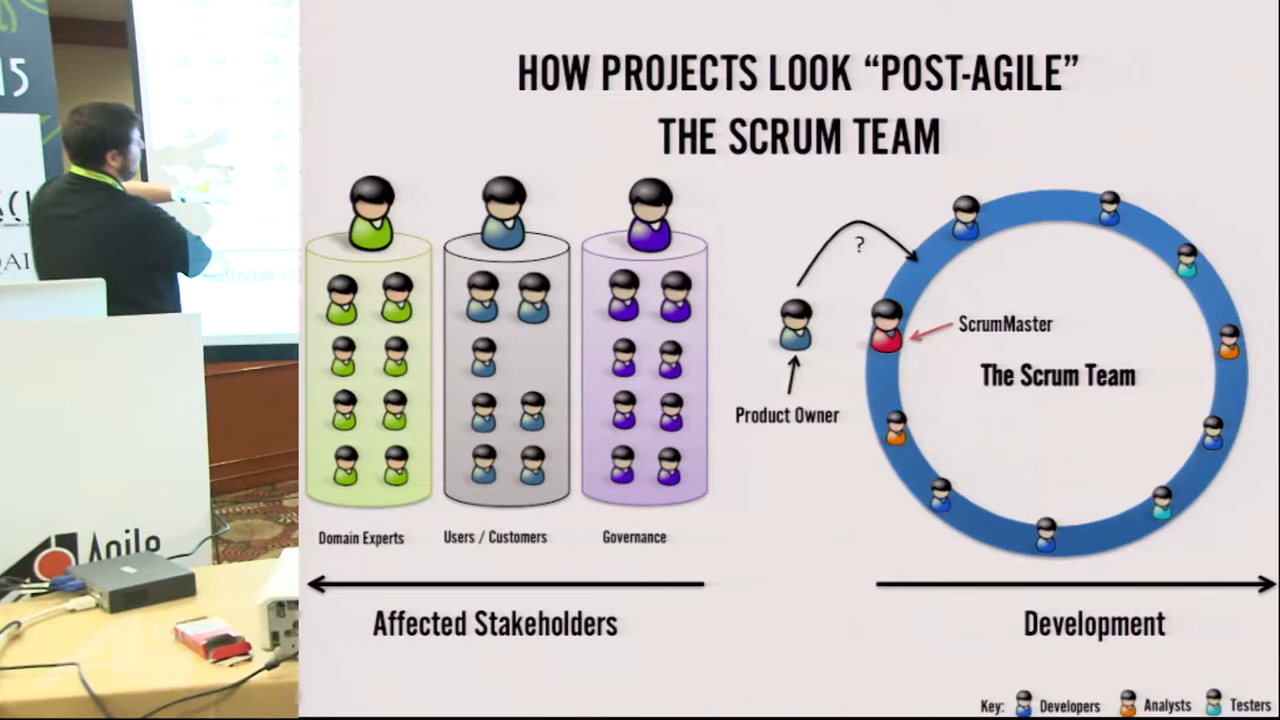 15
HOW PROJECTS LOOK “POST-AGILE”
THE SCRUM TEAM
?
ScrumMaster
The Scrum Team
Product Owner
Domain Experts
Users / Customers
Governance
Agile
Affected Stakeholders
Development
Key: Developers Analysts Testers